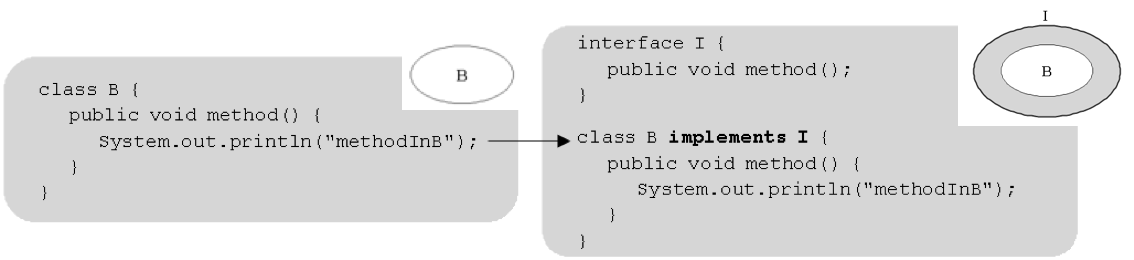 class B {
public void method() {
System.out.println("methodInB");
}
}
B
interface I {
public void method();
}
class B implements I {
public void method() {
System.out.println("methodInB");
}
}
I
B